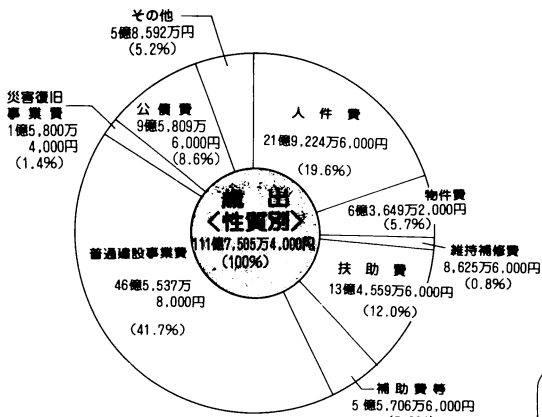 その他
5億8,592万円
(5.2%)
災害復旧
事業費
1億5,800万
4,000円
(1.4%)
公債費
9億5,809万
6,000円
(8.6%)
人件費
21億9,224万6,000円
(19.6%)
物件費
6億3,649万2,000円
(5.7%)
維持補修費
8,625万6,000円
(0.8%)
扶助費
13億4,559万6,000円
(12.0%)
補助費等
5億5,706万6,000円
普通建設事業費
46億5,537万
8,000円
(41.7%)
歳出
〈性質別〉
111億7,505万4,000円
(100%)